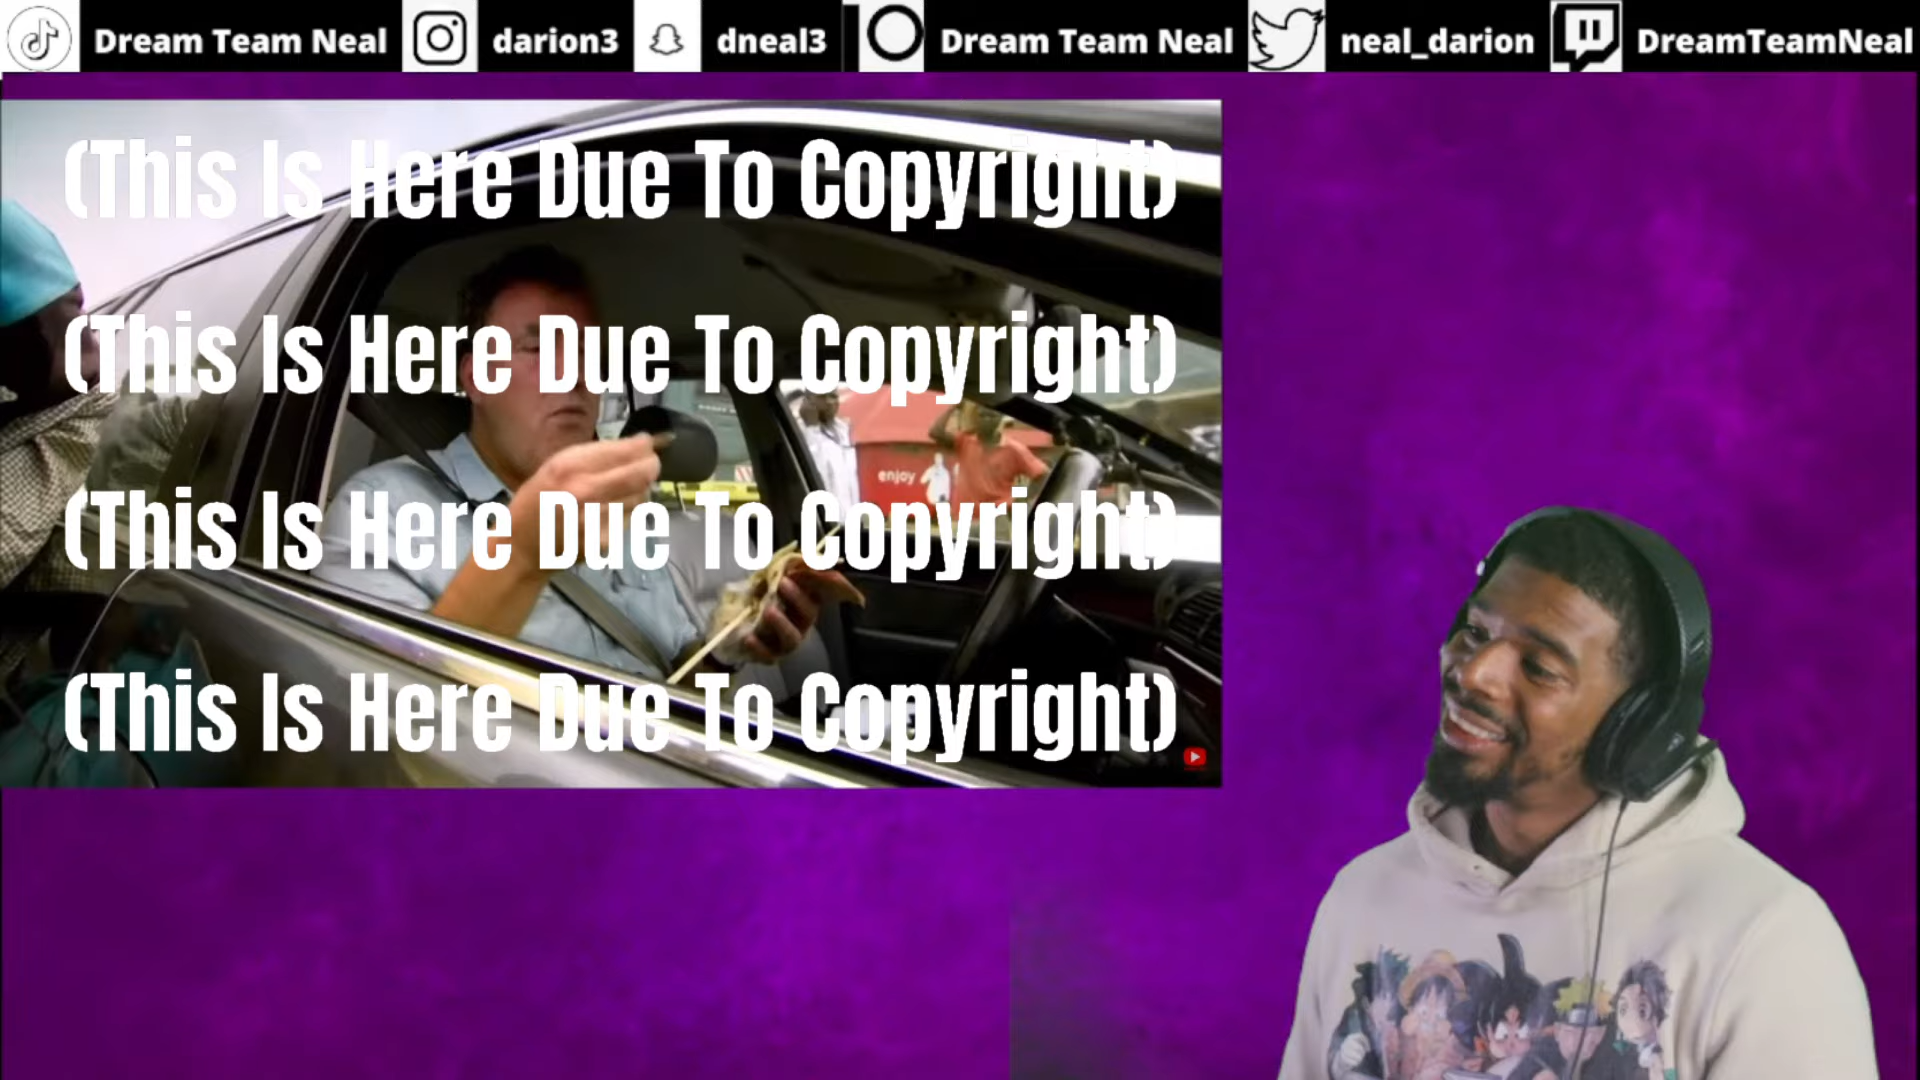 Dream Team Neal darion3 dneal3 Dream Team Neal neal_darion DreamTeamNeal
(This Is Here Due To Copyright)
(This Is Here Due To Copyright)
enjoy
(This Is Here Due To Copyright)
(This Is Here Due To Copyright)